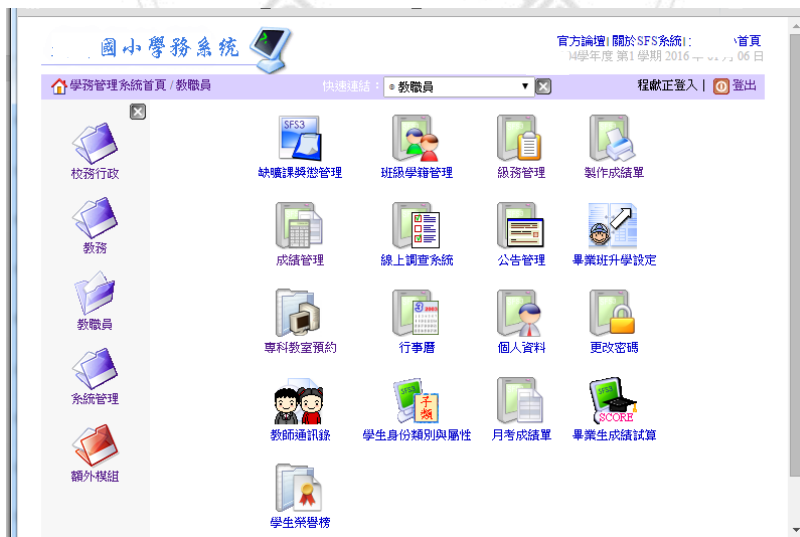 國小學務系統
官方論壇|關於SFS系統|: 首頁
學年度 第1學期 2016 年 01 月 06 日
學務管理系統首頁 / 教職員
快速連結：
教職員
程畝正登入 |
登出
校務行政
教務
教職員
系統管理
額外模組
SFS3
缺曠課獎懲管理
班級學籍管理
級務管理
製作成績單
成績管理
線上調查系統
公告管理
畢業班升學設定
專科教室預約
行事曆
個人資料
更改密碼
教師通訊錄
子類
學生身份類別與屬性
月考成績單
SFS3
SCORE
畢業生成績試算
學生榮譽榜